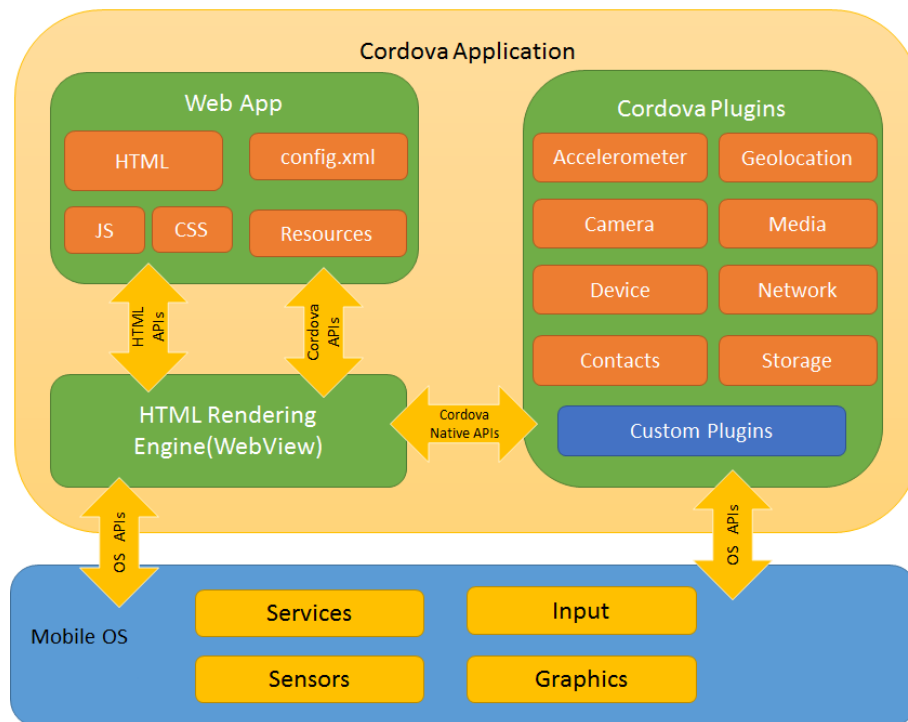 Cordova Application
Web App
HTML
config.xml
JS
CSS
Resources
HTML
APIs
Cordova
APIs
HTML Rendering
Engine(WebView)
Cordova
Native APIs
Cordova Plugins
Accelerometer
Geolocation
Camera
Media
Device
Network
Contacts
Storage
Custom Plugins
OS APIs
OS APIs
Mobile OS
Services
Input
Sensors
Graphics